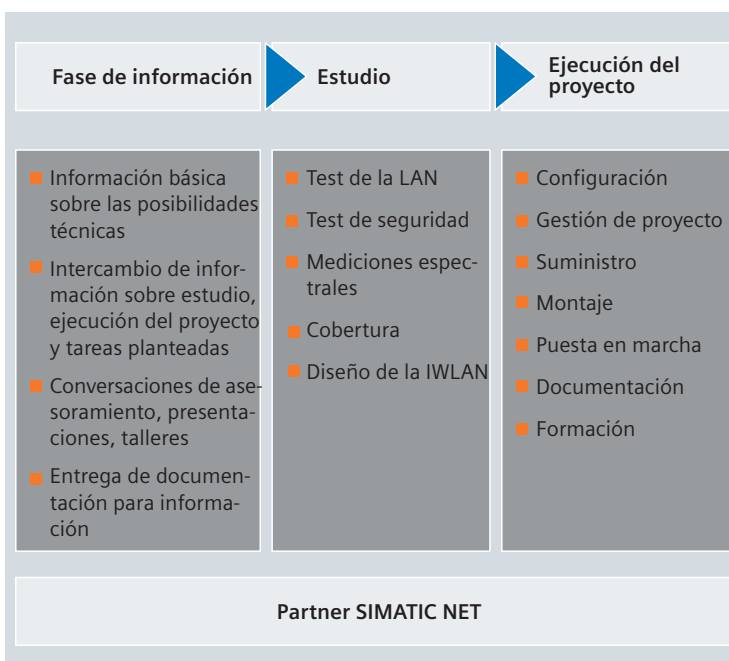 Fase de información
Estudio
Ejecución del
proyecto
Información básica
sobre las posibilidades
técnicas
Intercambio de infor-
mación sobre estudio,
ejecución del proyecto
y tareas planteadas
Conversaciones de ase-
soramiento, presenta-
ciones, talleres
Entrega de documen-
tación para informa-
ción
Test de la LAN
Test de seguridad
Mediciones espec-
trales
Cobertura
Diseño de la IWLAN
Configuración
Gestión de proyecto
Suministro
Montaje
Puesta en marcha
Documentación
Formación
Partner SIMATIC NET